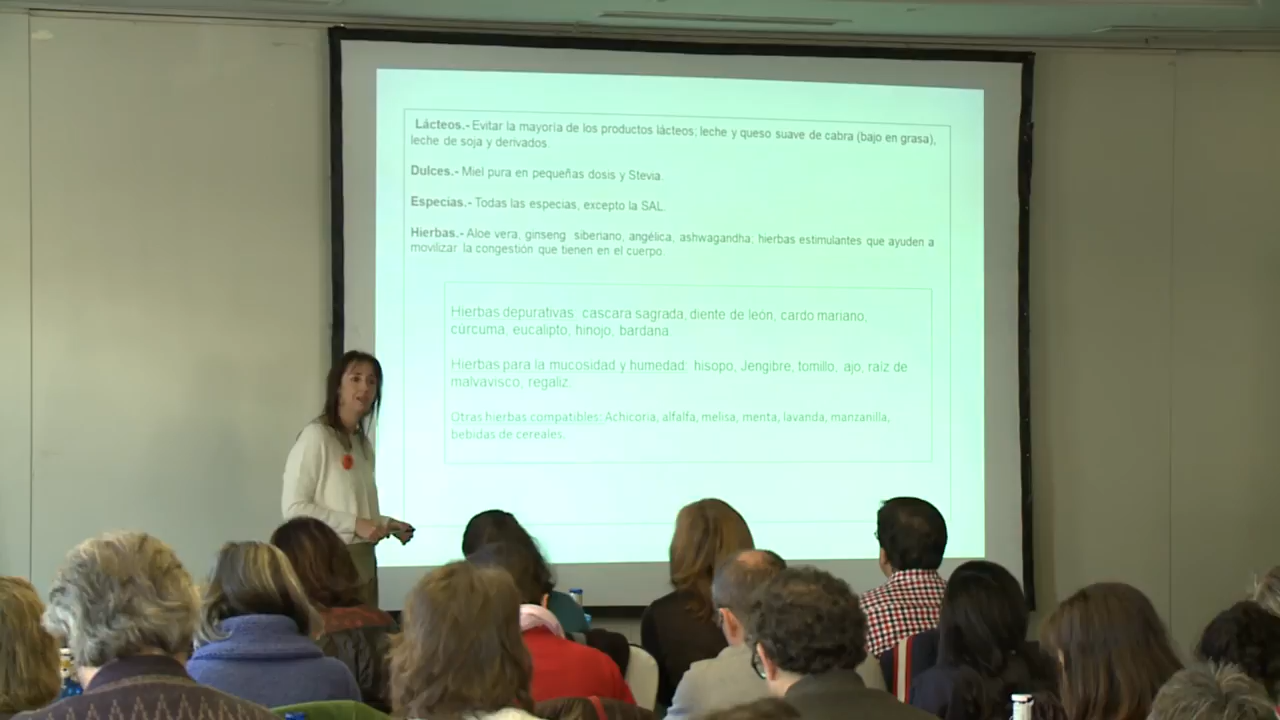 Lácteos.- Evitar la mayoría de los productos lácteos; leche y queso suave de cabra (bajo en grasa),
leche de soja y derivados.
Dulces.- Miel pura en pequeñas dosis y Stevia.
Especias.- Todas las especias, excepto la SAL.
Hierbas.- Aloe vera, ginseng siberiano, angélica, ashwagandha; hierbas estimulantes que ayuden a
movilizar la congestión que tienen en el cuerpo.
Hierbas depurativas: cascara sagrada, diente de león, cardo mariano,
cúrcuma, eucalipto, hinojo, bardana.
Hierbas para la mucosidad y humedad: hisopo, Jengibre, tomillo, ajo, raíz de
malvavisco, regaliz.
Otras hierbas compatibles: Achicoria, alfalfa, melisa, menta, lavanda, manzanilla,
bebidas de cereales.